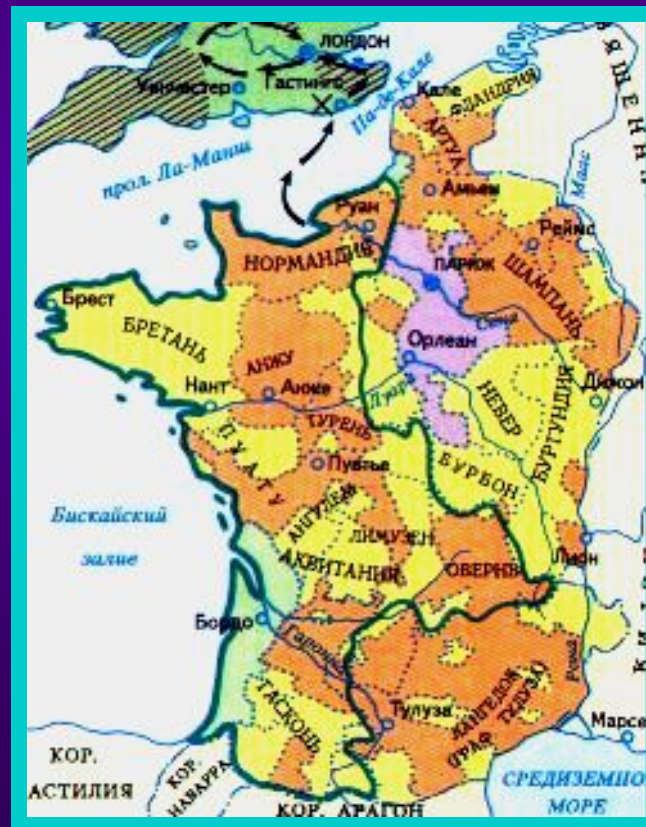 ЛОНДОН
Уинчестер
Гастингс
Па-де-Кале
Кале
ФЛАНДРИЯ
АРТУА
прол. Ла-Манш
Амьен
Маас
Руан
Реймс
НОРМАНДИЯ
ПАРИЖ
ШАМПАНЬ
Брест
БРЕТАНЬ
Сена
Орлеан
АНЖУ
Нант
Анже
Луара
НЕВЕР
Дижон
БУРГУНДИЯ
ТУРЕНЬ
ПУАТУ
Пуатье
БУРБОН
Бискайский
залив
АНГУЛЕМ
ЛИМУЗЕН
АКВИТАНИЯ
ОВЕРНЬ
Лион
Бордо
Гаронна
Рона
ГАСКОНЬ
Тулуза
ЛАНГЕДОК
(ГРАФ. ТУЛУЗА)
Марсе
КОР.
АСТИЛИЯ
КОР.
НАВАРРА
КОР. АРАГОН
СРЕДИЗЕМНО
МОРЕ